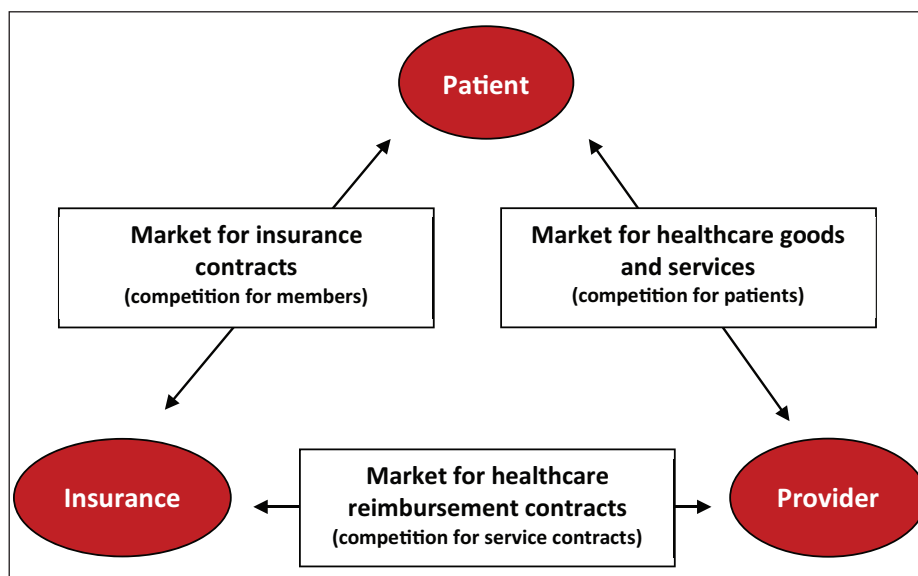 Patient
Market for insurance
contracts
(competition for members)
Market for healthcare goods
and services
(competition for patients)
Insurance
Market for healthcare
reimbursement contracts
(competition for service contracts)
Provider